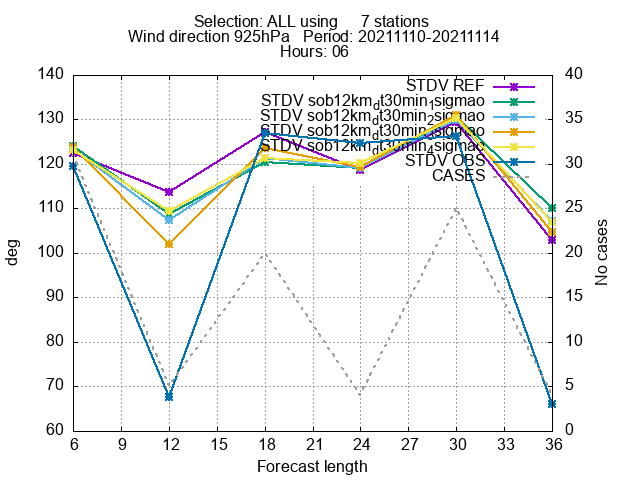 Selection: ALL using      7 stations
Wind direction 925hPa   Period: 20211110-20211114
Hours: 06
STDV REF
STDV sob12km_dt30min_1sigmao
STDV sob12km_dt30min_2sigmao
STDV sob12km_dt30min_ sigmao
STDV sob12km_dt30min_4sigmao
STDV OBS
CASES
140
130
120
110
100
90
80
70
60
deg
40
35
30
25
20
15
10
5
0
No cases
6 9 12 15 18 21 24 27 30 33 36
Forecast length